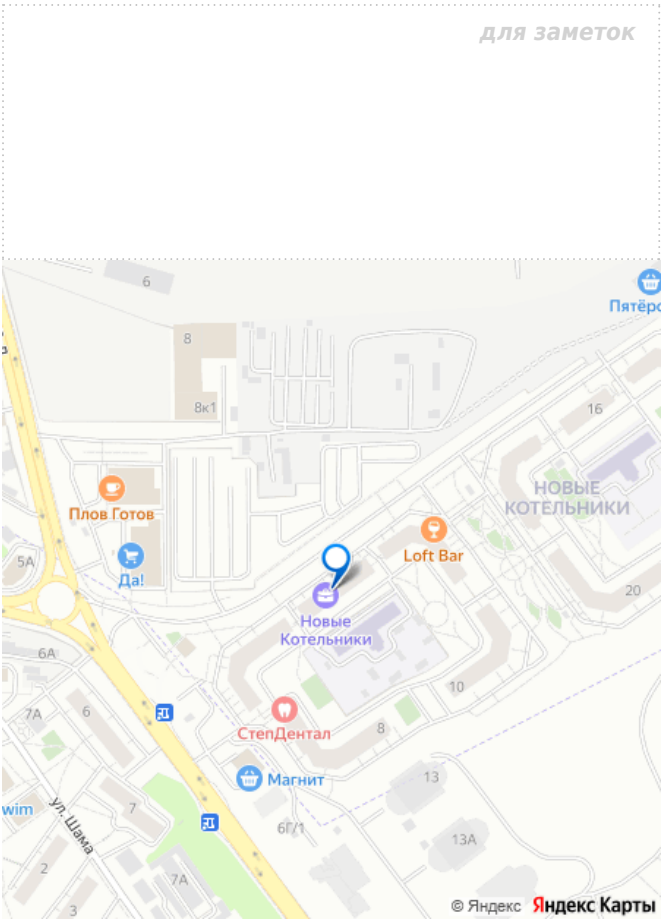 для заметок
6
Пятёро
8
8к1
16
Плов Готов
НОВЫЕ
КОТЕЛЬНИКИ
Loft Bar
Да!
5А
20
Новые
Котельники
6А
10
7А
6
СтепДентал
8
Магнит
13
wim
7
6Г/1
ул. Шама
13А
2
7А
3
© Яндекс Яндекс Карты